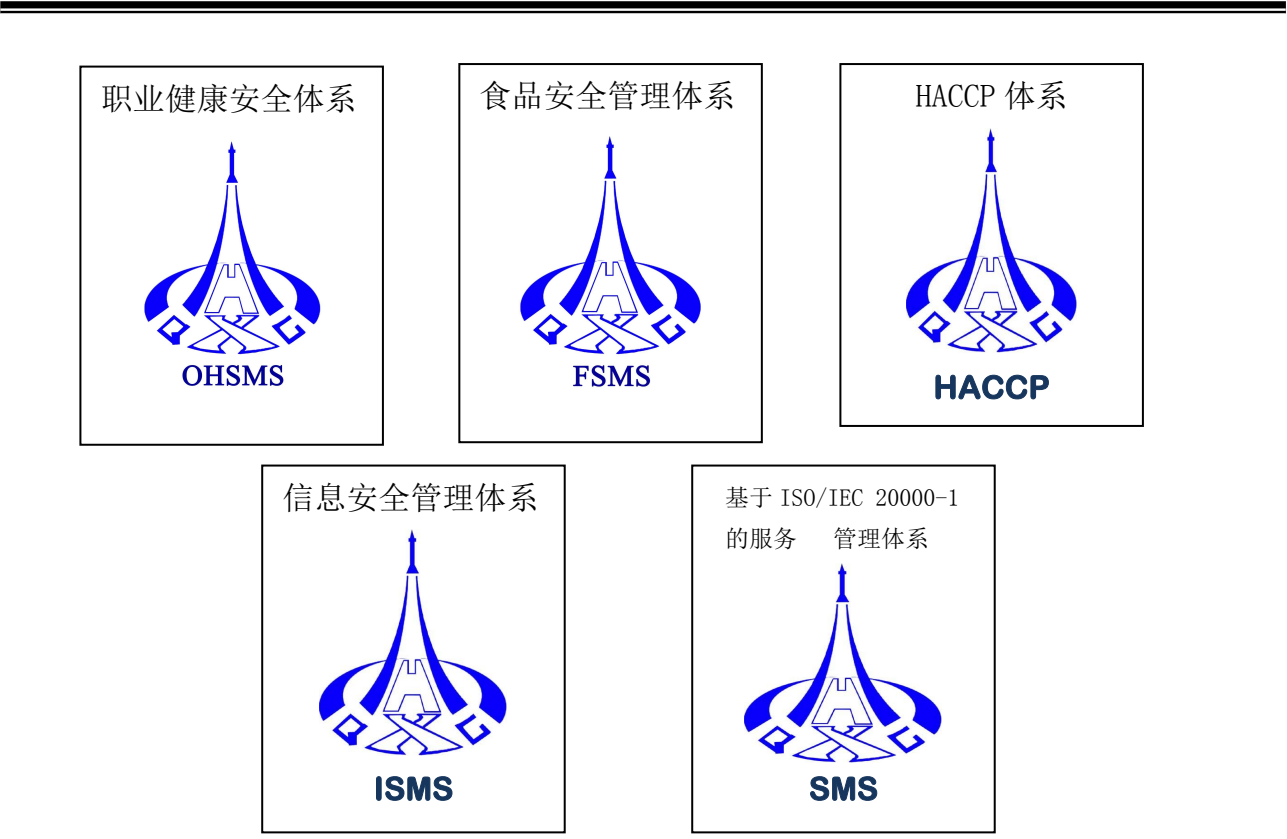 职业健康安全体系
OHSMS
食品安全管理体系
FSMS
HACCP 体系
HACCP
信息安全管理体系
ISMS
基于 ISO/IEC 20000-1
的服务 管理体系
SMS